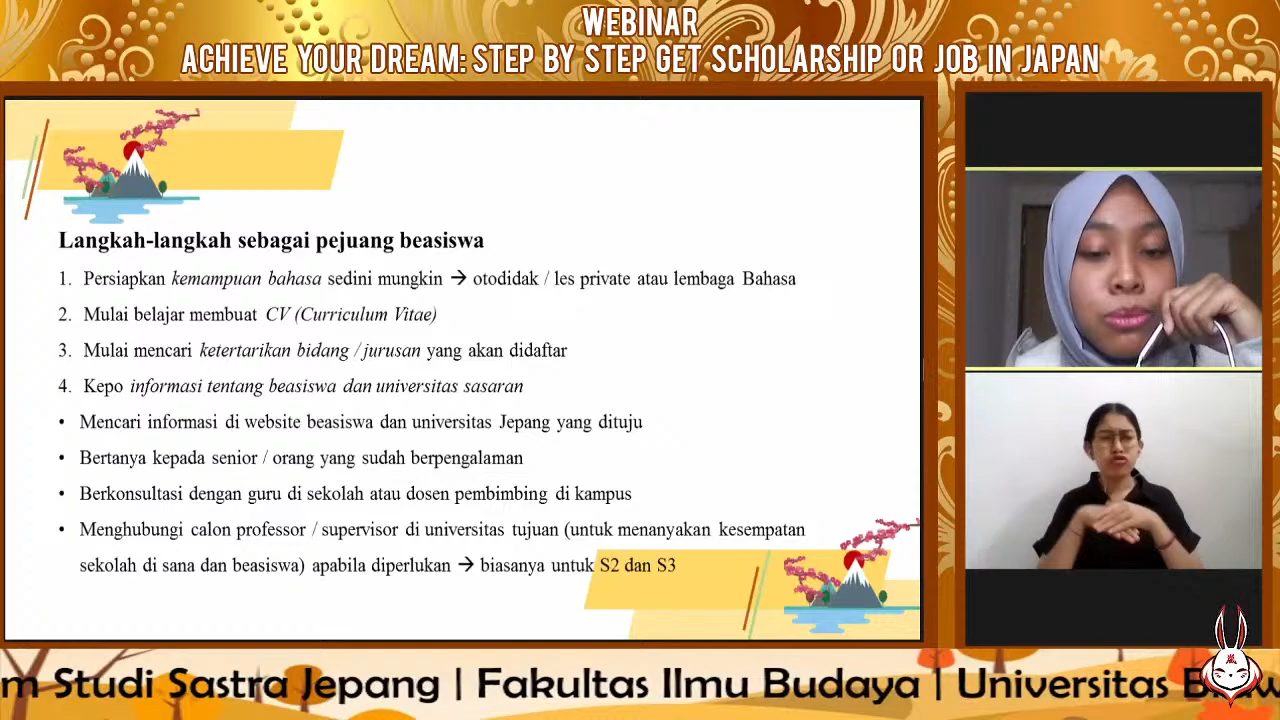 WEBINAR
ACHIEVE YOUR DREAM: STEP BY STEP GET SCHOLARSHIP OR JOB IN JAPAN
Langkah-langkah sebagai pejuang beasiswa
1. Persiapkan kemampuan bahasa sedini mungkin → otodidak / les private atau lembaga Bahasa
2. Mulai belajar membuat CV (Curriculum Vitae)
3. Mulai mencari ketertarikan bidang / jurusan yang akan didaftar
4. Kepo informasi tentang beasiswa dan universitas sasaran
• Mencari informasi di website beasiswa dan universitas Jepang yang dituju
• Bertanya kepada senior / orang yang sudah berpengalaman
• Berkonsultasi dengan guru di sekolah atau dosen pembimbing di kampus
• Menghubungi calon professor / supervisor di universitas tujuan (untuk menanyakan kesempatan
sekolah di sana dan beasiswa) apabila diperlukan → biasanya untuk S2 dan S3
m Studi Sastra Jepang | Fakultas Ilmu Budaya | Universitas